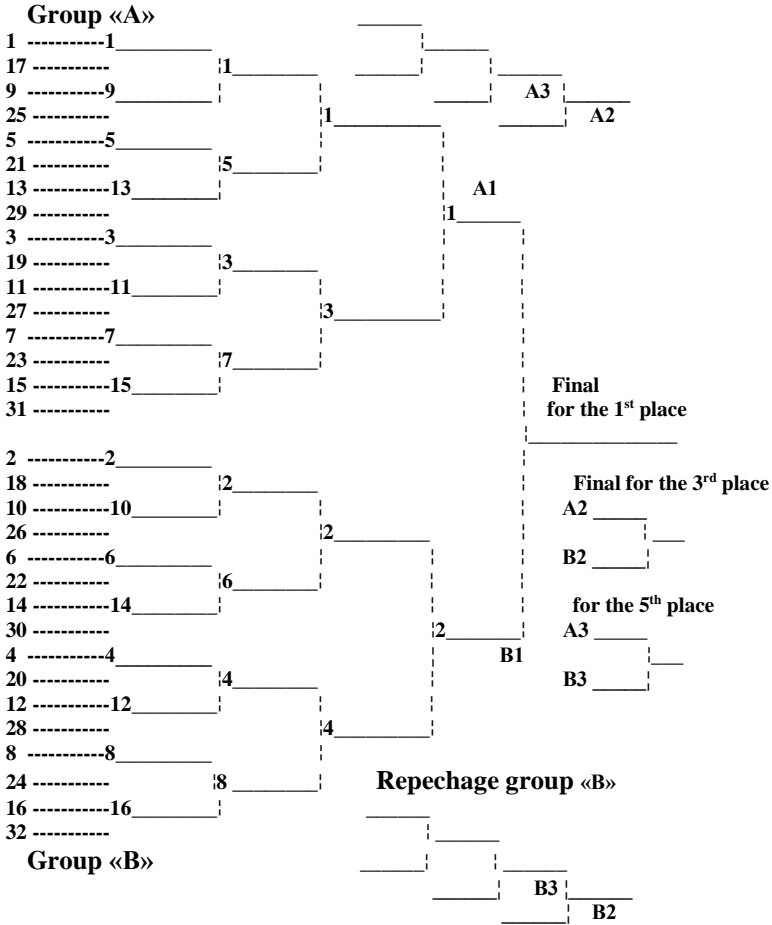 Group «A»
1 -----------1
17 -----------
1
9 -----------9
A3
25 -----------
1
A2
5 -----------5
21 -----------
5
13 -----------13
A1
29 -----------
1
3 -----------3
19 -----------
3
11 -----------11
27 -----------
3
7 -----------7
23 -----------
7
15 -----------15
Final
31 -----------
for the 1st place
2 -----------2
18 -----------
2
Final for the 3rd place
10 -----------10
A2
26 -----------
2
6 -----------6
B2
22 -----------
6
14 -----------14
for the 5th place
30 -----------
2
A3
4 -----------4
B1
20 -----------
4
B3
12 -----------12
28 -----------
4
8 -----------8
24 -----------
8
Repechage group «B»
16 -----------16
32 -----------
Group «B»
B3
B2